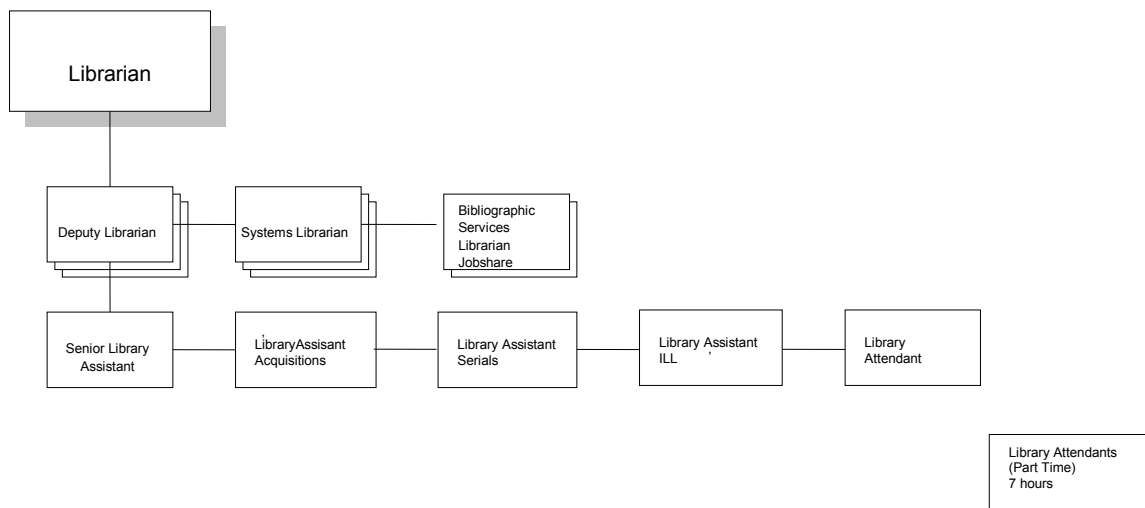 Librarian
Deputy Librarian
Systems Librarian
Bibliographic
Services
Librarian
Jobshare
Senior Library
Assistant
LibraryAssisant
Acquisitions
Library Assistant
Serials
Library Assistant
ILL ,
Library
Attendant
Library Attendants
(Part Time)
7 hours